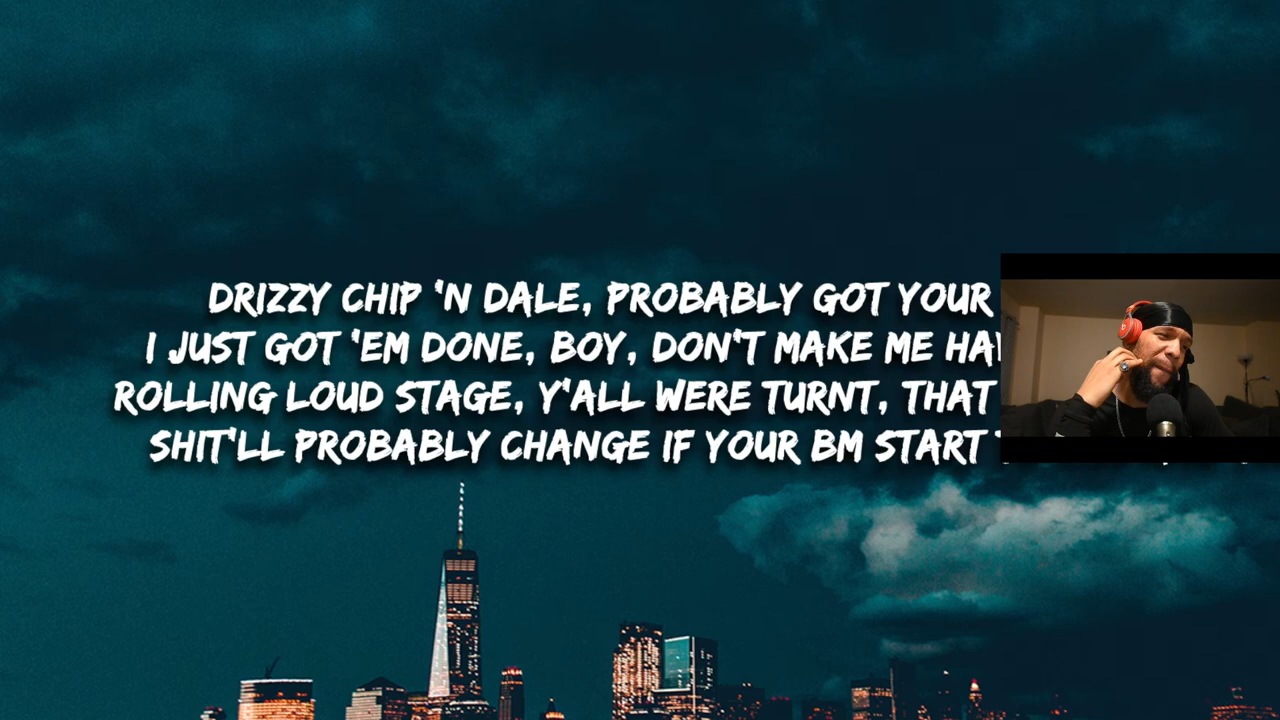 DRIZZY CHIP 'N DALE, PROBABLY GOT YOUR
I JUST GOT 'EM DONE, BOY, DON'T MAKE ME
ROLLING LOUD STAGE, Y'ALL WERE TURNT, THAT
SHIT'LL PROBABLY CHANGE IF YOUR BM START